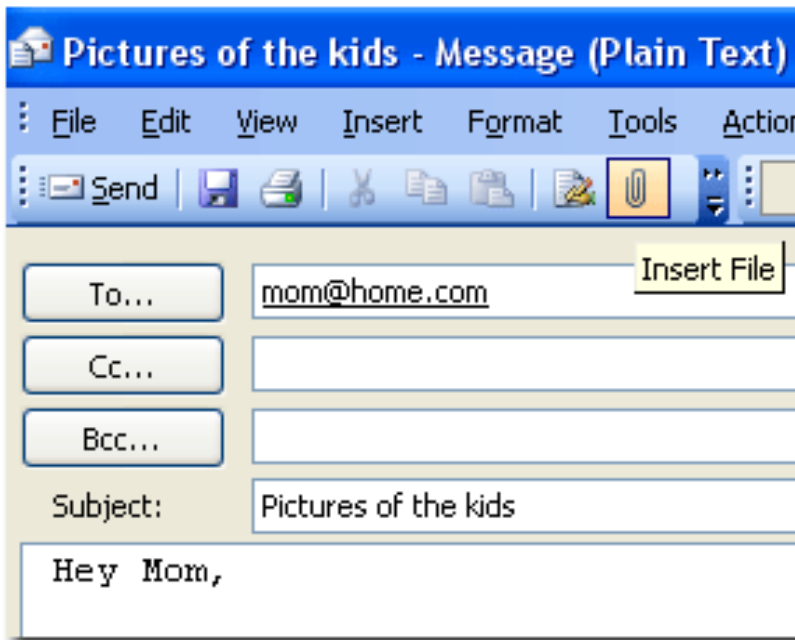 Pictures of the kids - Message (Plain Text)
File Edit View Insert Format Tools Action
Send
Insert File
To... mom@home.com
Cc...
Bcc...
Subject: Pictures of the kids
Hey Mom,